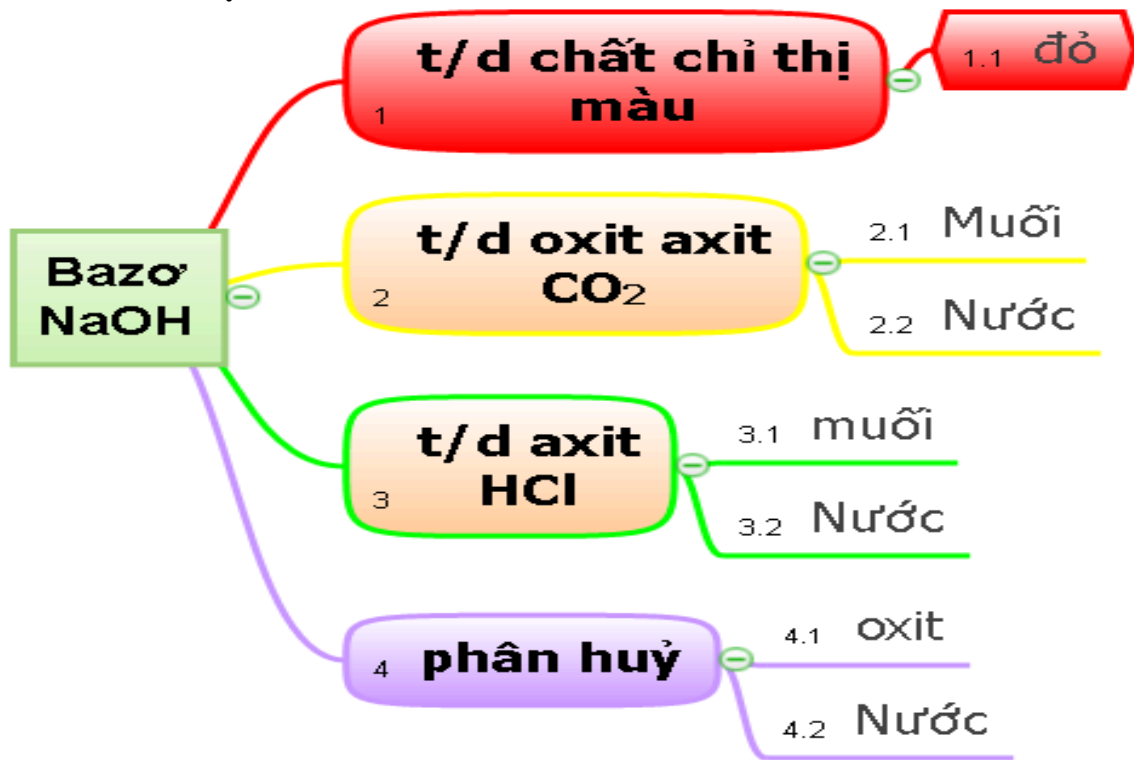 t/d chất chỉ thị
màu
1
1.1 đỏ
Bazơ
NaOH
t/d oxit axit
CO₂
2
2.1 Muối
2.2 Nước
t/d axit
HCl
3
3.1 muối
3.2 Nước
4 phân huỷ
4.1 oxit
4.2 Nước